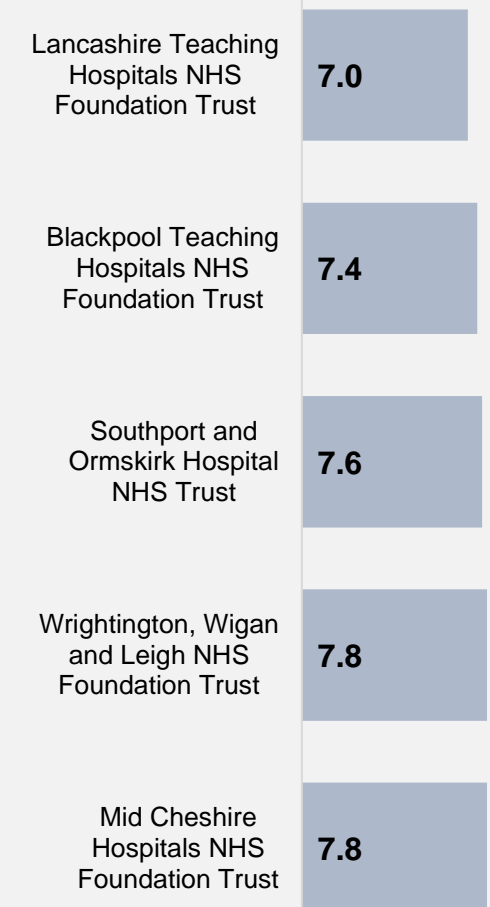 Lancashire Teaching
Hospitals NHS
Foundation Trust
7.0
Blackpool Teaching
Hospitals NHS
Foundation Trust
7.4
Southport and
Ormskirk Hospital
NHS Trust
7.6
Wrightington, Wigan
and Leigh NHS
Foundation Trust
7.8
Mid Cheshire
Hospitals NHS
Foundation Trust
7.8